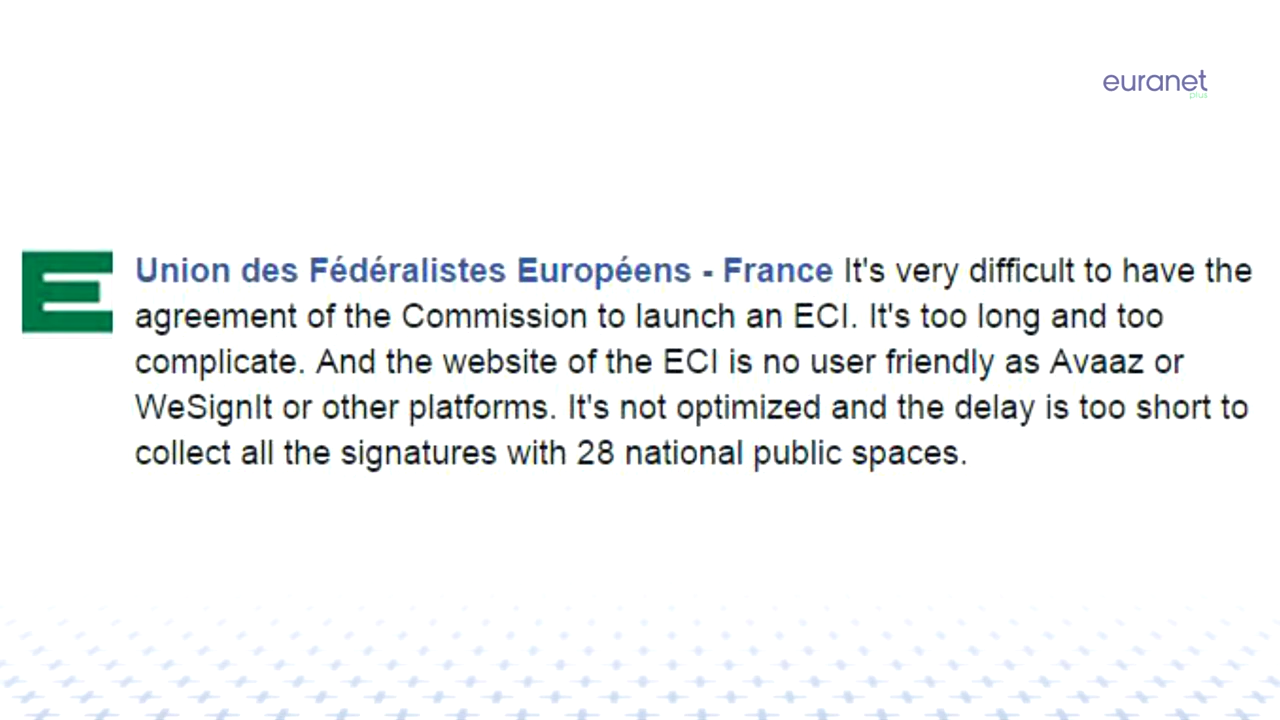 euranet
plus
E
Union des Fédéralistes Européens - France It's very difficult to have the
agreement of the Commission to launch an ECI. It's too long and too
complicate. And the website of the ECI is no user friendly as Avaaz or
WeSignIt or other platforms. It's not optimized and the delay is too short to
collect all the signatures with 28 national public spaces.